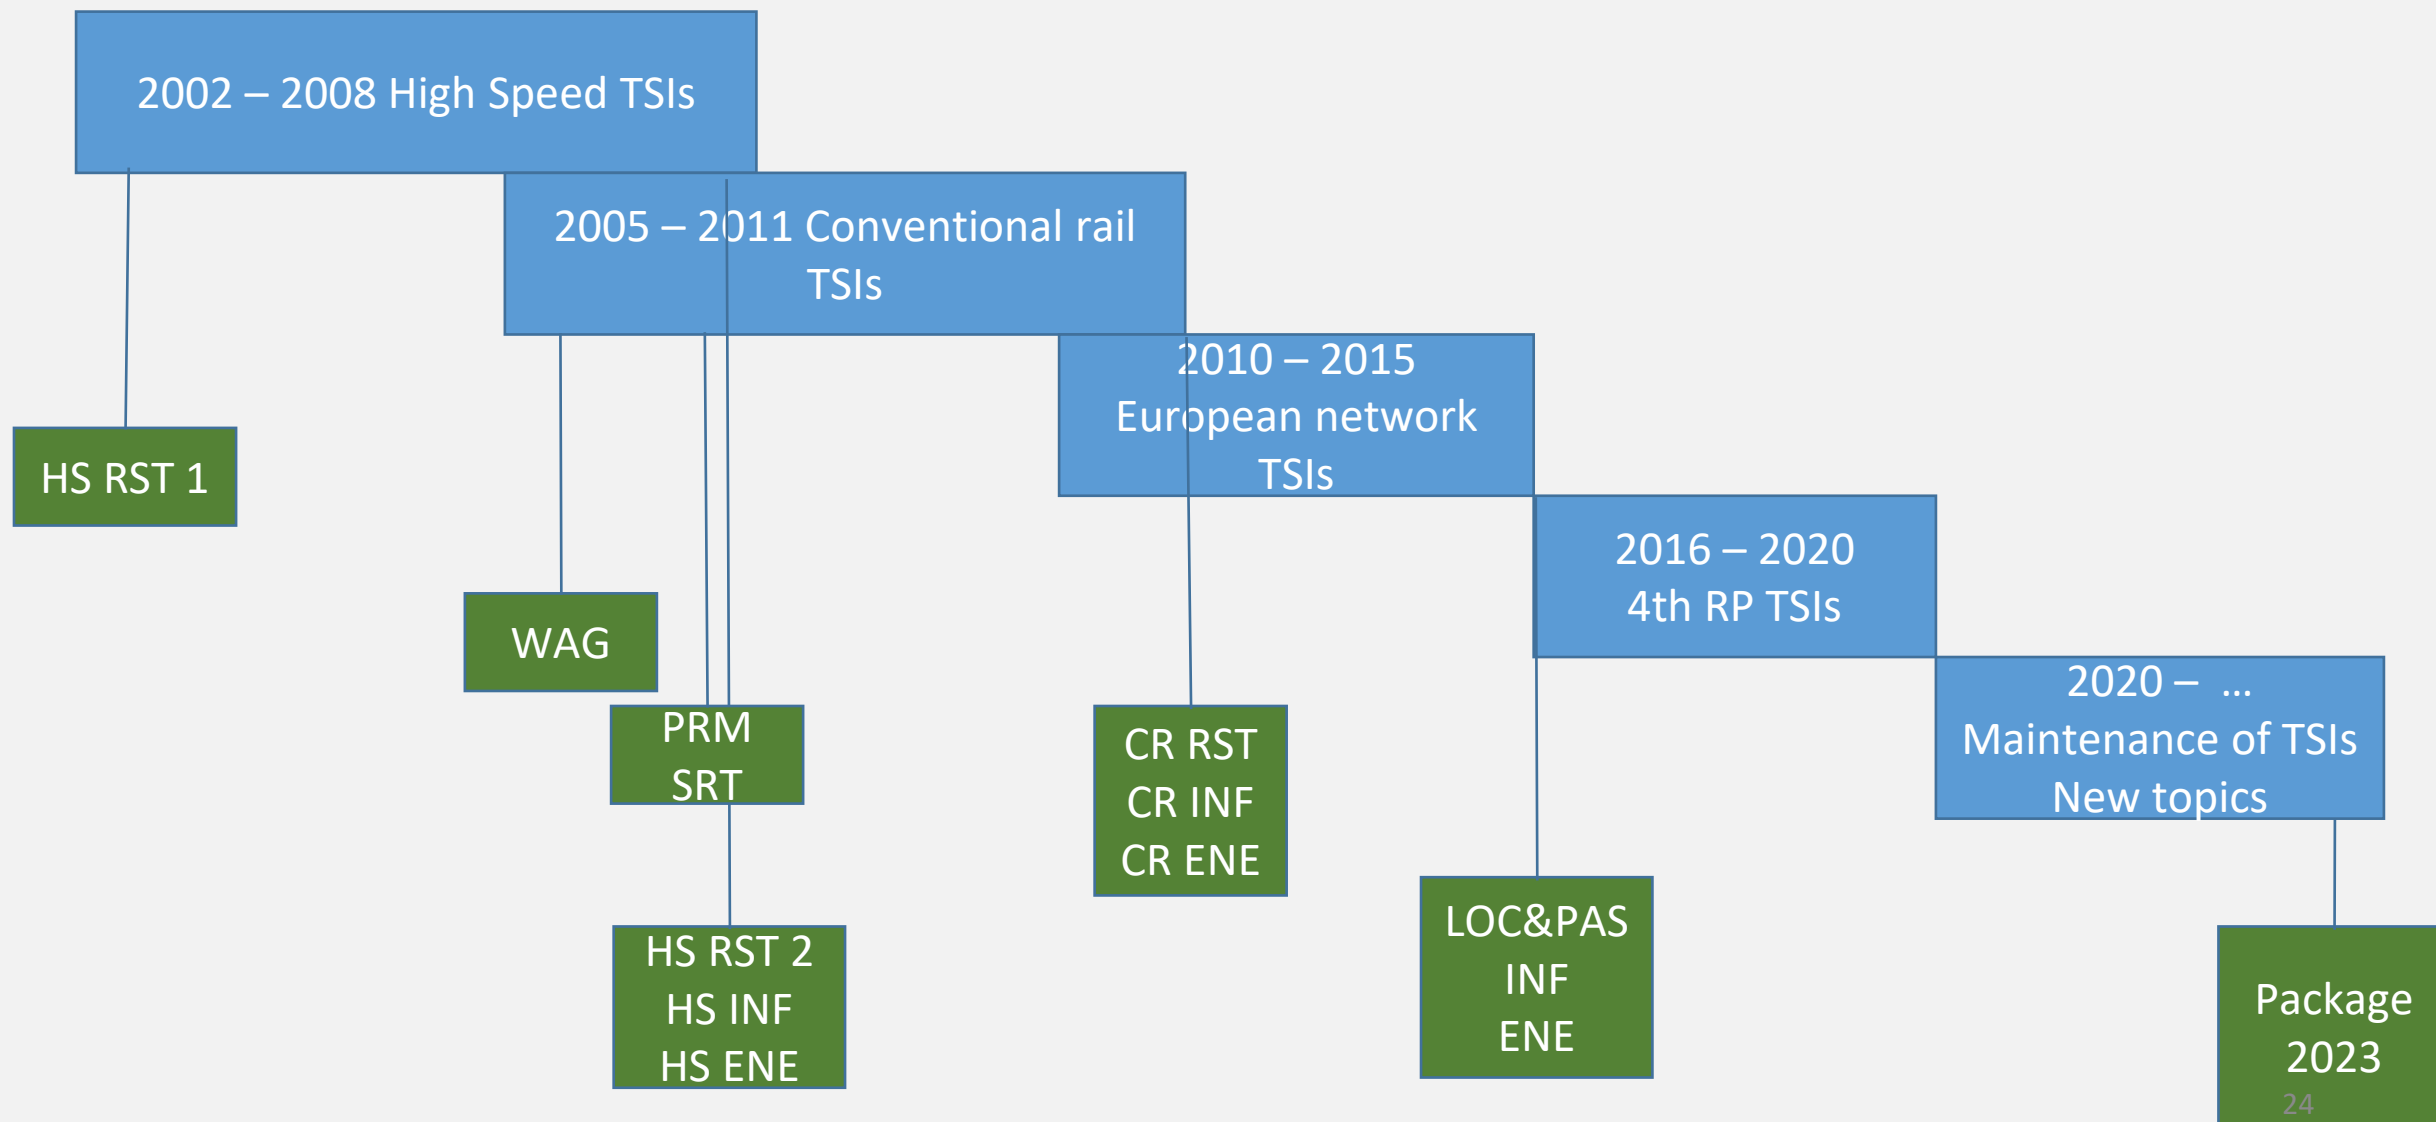 2002 – 2008 High Speed TSIs
2005 – 2011 Conventional rail
TSIs
2010 – 2015
European network
TSIs
2016 – 2020
4th RP TSIs
2020 – ...
Maintenance of TSIs
New topics
HS RST 1
WAG
PRM
SRT
HS RST 2
HS INF
HS ENE
CR RST
CR INF
CR ENE
LOC&PAS
INF
ENE
Package
2023
24